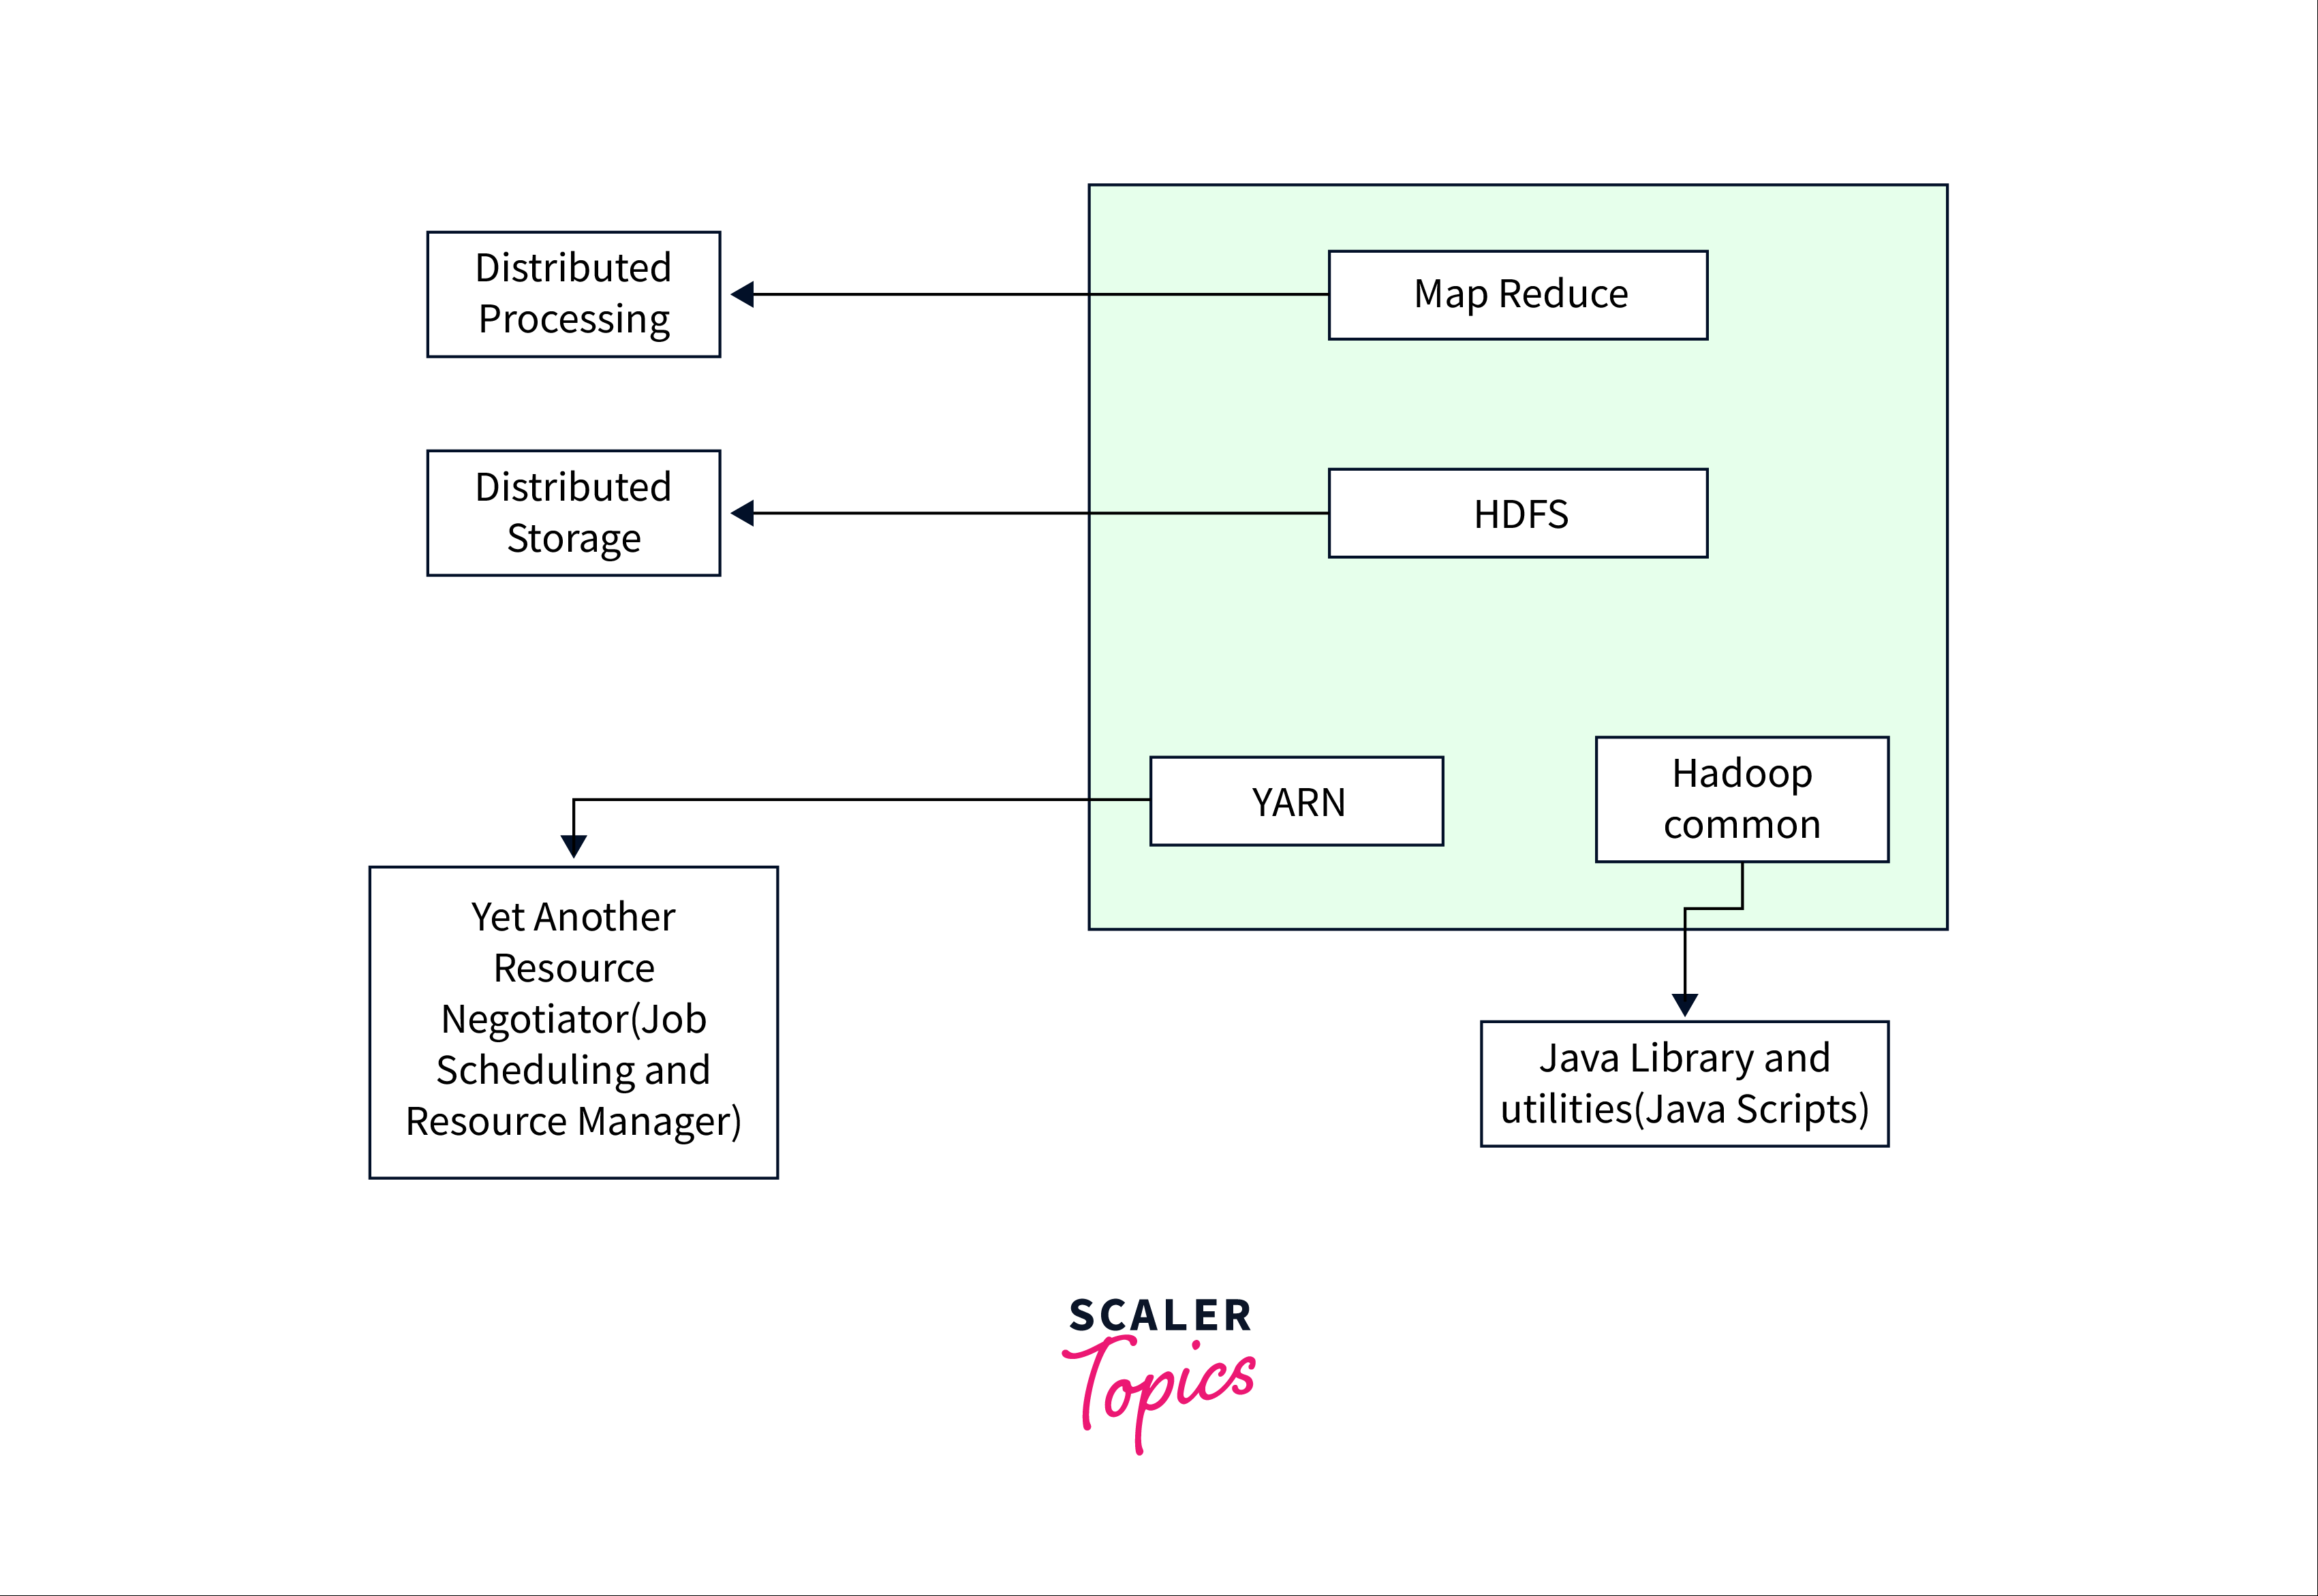 Distributed
Processing
Map Reduce
Distributed
Storage
HDFS
YARN
Hadoop
common
Yet Another
Resource
Negotiator(Job
Scheduling and
Resource Manager)
Java Library and
utilities(Java Scripts)
SCALER
Topics